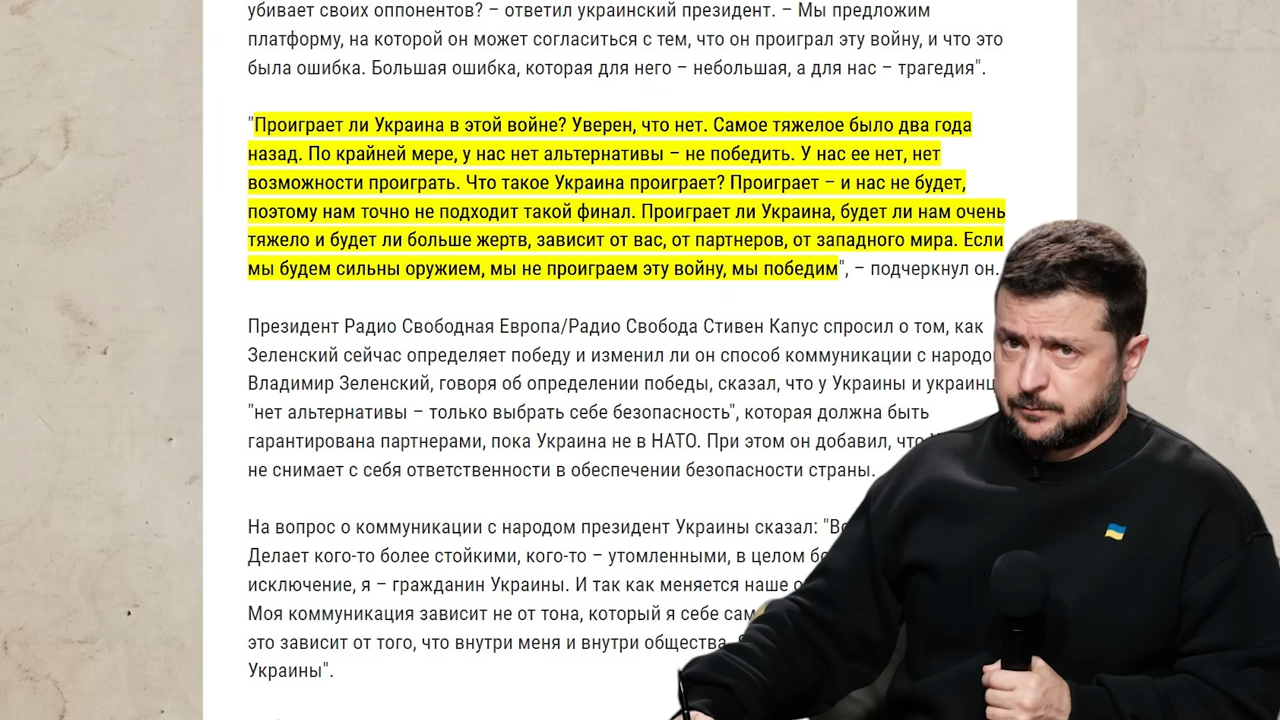 убивает своих оппонентов? – ответил украинский президент. – Мы предложим
платформу, на которой он может согласиться с тем, что он проиграл эту войну, и что это
была ошибка. Большая ошибка, которая для него – небольшая, а для нас – трагедия".
"Проиграет ли Украина в этой войне? Уверен, что нет. Самое тяжелое было два года
назад. По крайней мере, у нас нет альтернативы – не победить. У нас ее нет, нет
возможности проиграть. Что такое Украина проиграет? Проиграет – и нас не будет,
поэтому нам точно не подходит такой финал. Проиграет ли Украина, будет ли нам очень
тяжело и будет ли больше жертв, зависит от вас, от партнеров, от западного мира. Если
мы будем сильны оружием, мы не проиграем эту войну, мы победим", – подчеркнул он.
Президент Радио Свободная Европа/Радио Свобода Стивен Капус спросил о том, как
Зеленский сейчас определяет победу и изменил ли он способ коммуникации с
Владимир Зеленский, говоря об определении победы, сказал, что у Украины и
"нет альтернативы – только выбрать себе безопасность", которая должна быть
гарантирована партнерами, пока Украина не в НАТО. При этом он добавил, что
не снимает с себя ответственности в обеспечении безопасности страны.
На вопрос о коммуникации с народом президент Украины сказал:
Делает кого-то более стойкими, кого-то – утомленными, в целом
исключение, я – гражданин Украины. И так как меняется наше
Моя коммуникация зависит не от тона, который я себе
это зависит от того, что внутри меня и внутри общества
Украины".